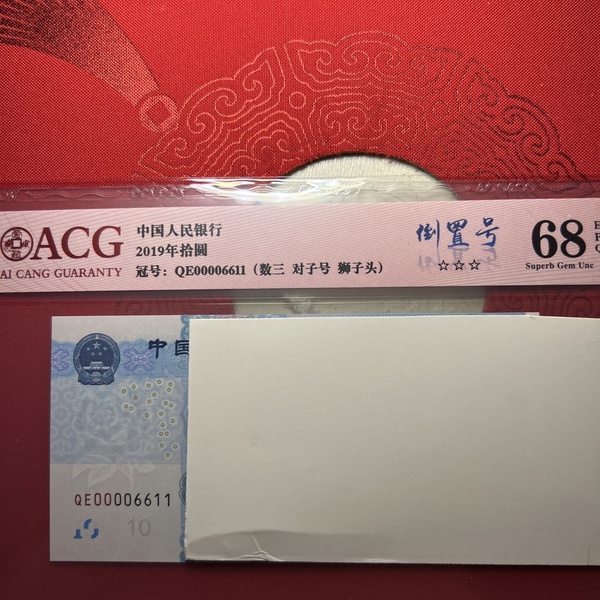 ACG
AI CANG GUARANTY
中国人民银行
2019年拾圆
冠号：QE00006611（数三 对子号 狮子头）
倒置号
☆☆☆
68
Superb Gem Unc
E
中国
QE00006611
10
10